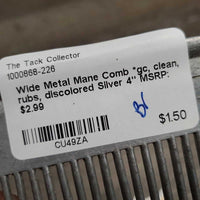 The Tack Collector
1000868-226
Wide Metal Mane Comb *gc, clean,
rubs, discolored Silver 4" MSRP:
$2.99
CU49ZA
$1.50